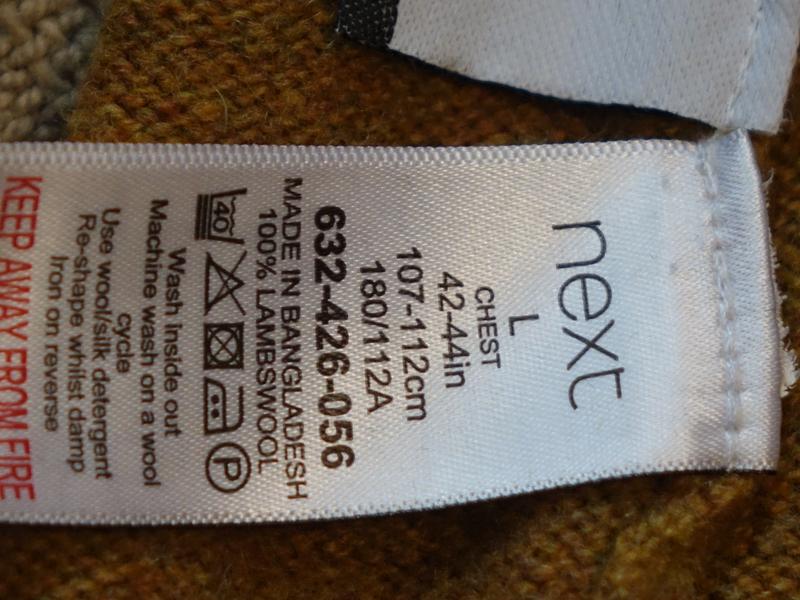 next
L
CHEST
42-44in
107-112cm
180/112A
632-426-056
MADE IN BANGLADESH
100% LAMBSWOOL
40 P
Wash inside out
Machine wash on a wool
cycle
Use wool/silk detergent
Re-shape whilst damp
Iron on reverse
KEEP AWAY FROM FIRE